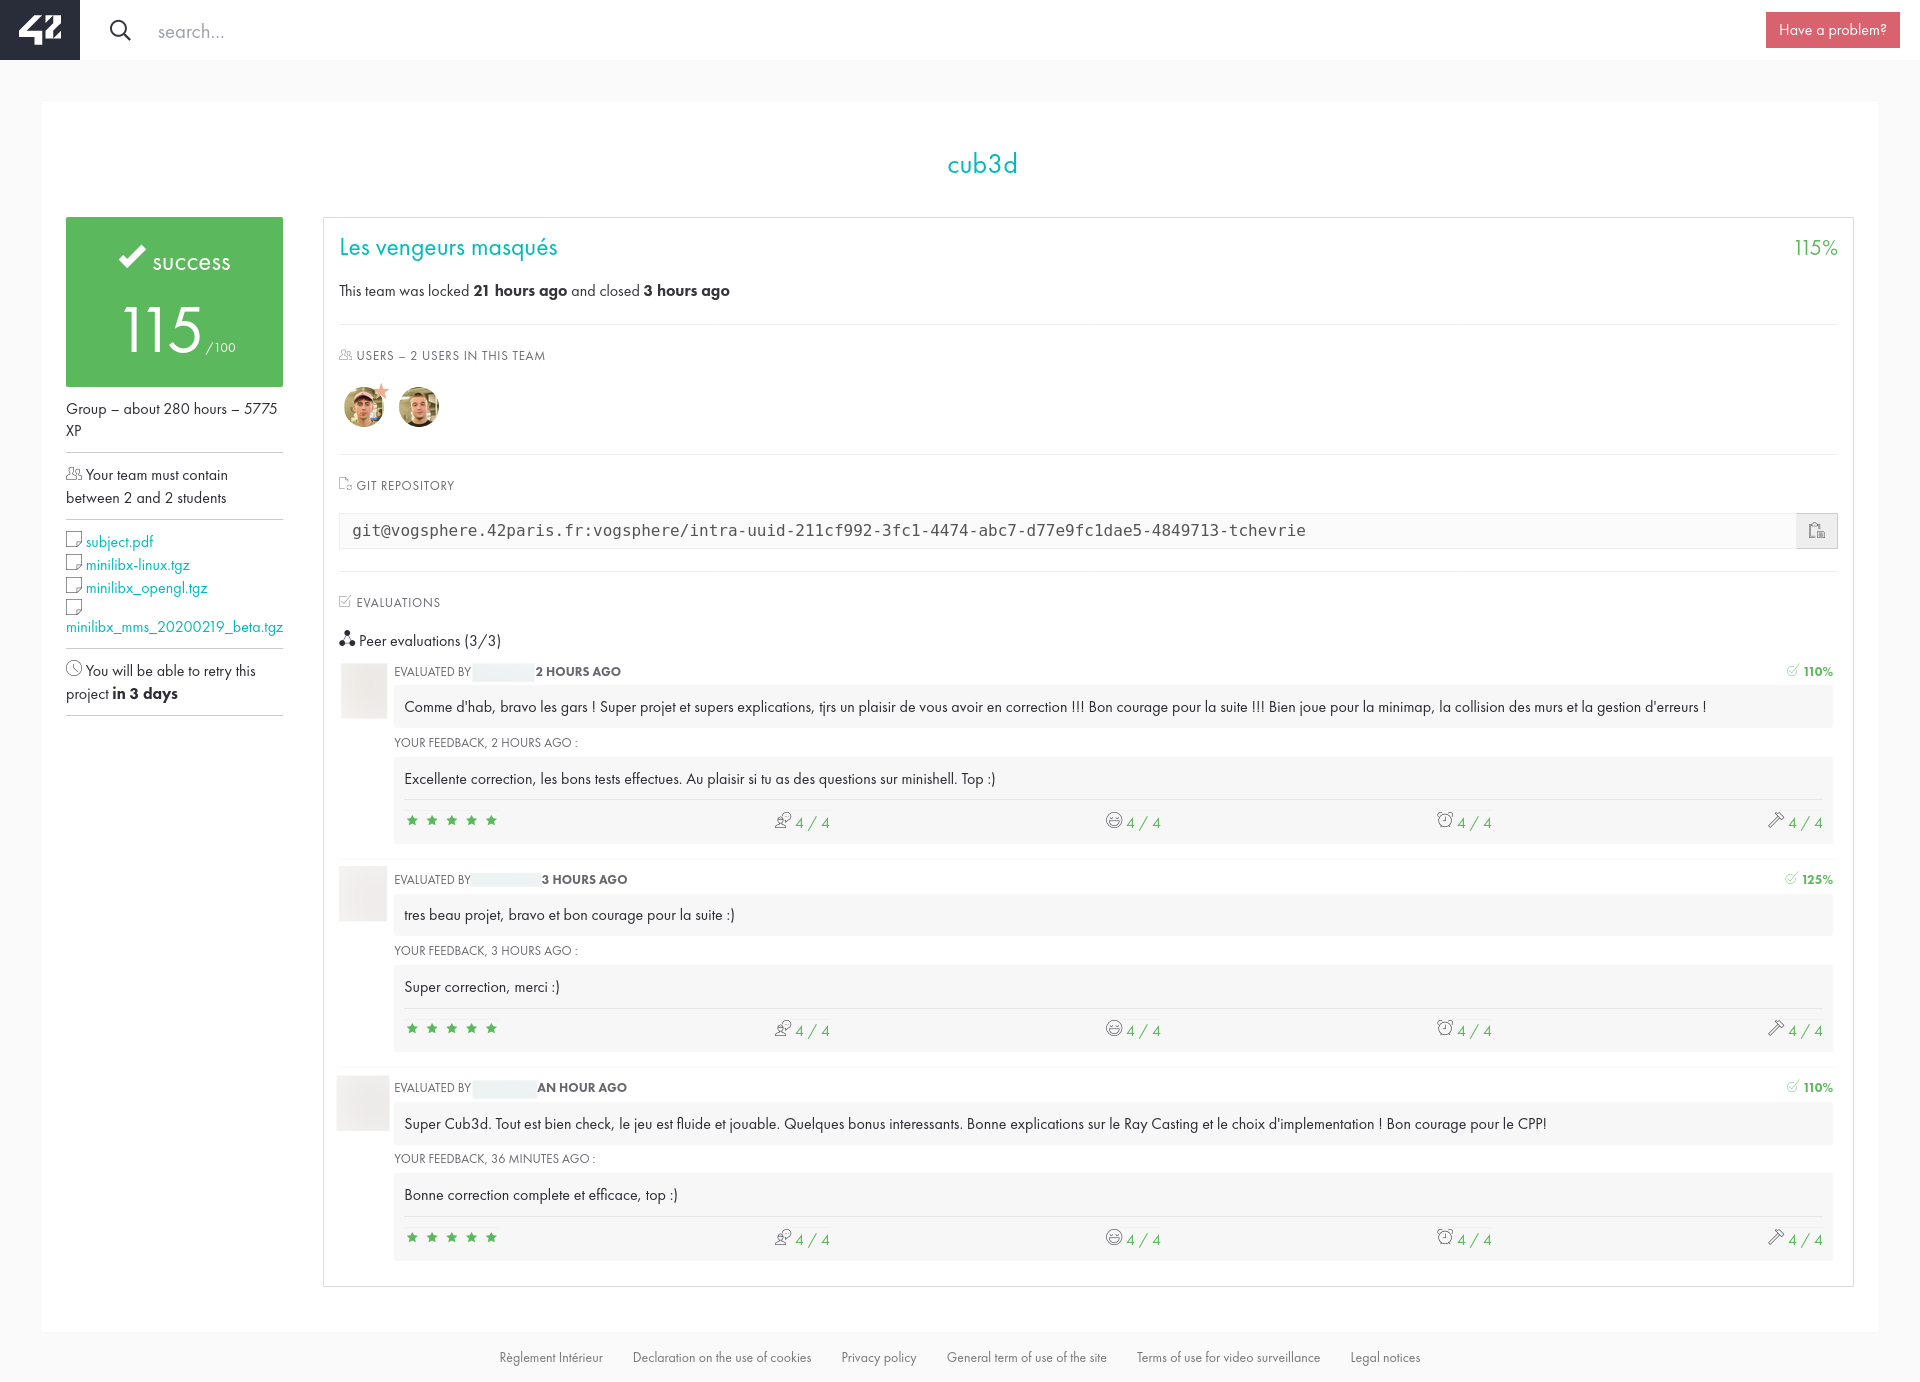 42
search...
Have a problem?
cub3d
success
115 /100
Group – about 280 hours – 5775
XP
Your team must contain
between 2 and 2 students
subject.pdf
minilibx-linux.tgz
minilibx_opengl.tgz
minilibx_mms_20200219_beta.tgz
You will be able to retry this
project in 3 days
Les vengeurs masqués
115%
This team was locked 21 hours ago and closed 3 hours ago
USERS – 2 USERS IN THIS TEAM
GIT REPOSITORY
git@vogsphere.42paris.fr:vogsphere/intra-uuid-211cf992-3fc1-4474-abc7-d77e9fc1dae5-4849713-tchevrie
EVALUATIONS
Peer evaluations (3/3)
EVALUATED BY 2 HOURS AGO
110%
Comme d'hab, bravo les gars ! Super projet et supers explications, tjrs un plaisir de vous avoir en correction !!! Bon courage pour la suite !!! Bien joue pour la minimap, la collision des murs et la gestion d'erreurs !
YOUR FEEDBACK, 2 HOURS AGO :
Excellente correction, les bons tests effectues. Au plaisir si tu as des questions sur minishell. Top :)
4 / 4 4 / 4 4 / 4 4 / 4
EVALUATED BY 3 HOURS AGO
125%
tres beau projet, bravo et bon courage pour la suite :)
YOUR FEEDBACK, 3 HOURS AGO :
Super correction, merci :)
4 / 4 4 / 4 4 / 4 4 / 4
EVALUATED BY AN HOUR AGO
110%
Super Cub3d. Tout est bien check, le jeu est fluide et jouable. Quelques bonus interessants. Bonne explications sur le Ray Casting et le choix d'implementation ! Bon courage pour le CPP!
YOUR FEEDBACK, 36 MINUTES AGO :
Bonne correction complete et efficace, top :)
4 / 4 4 / 4 4 / 4 4 / 4
Règlement Intérieur Declaration on the use of cookies Privacy policy General term of use of the site Terms of use for video surveillance Legal notices